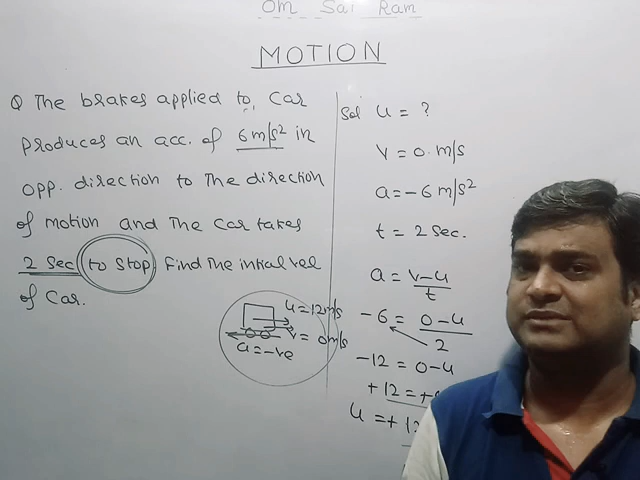 Om Sai Ram
MOTION
Q The brakes applied to, Car
produces an acc. of 6 m/s² in
opp. direction to The direction
of motion and The Car takes
2 Sec to stop Find The initial vel
of Car.
u = 12 m/s
v = 0 m/s
a = -ve
Sol u = ?
v = 0 m/s
a = -6 m/s²
t = 2 Sec.
a = v-u
t
-6 = 0-u
2
-12 = 0-u
+12 = +
u = +1